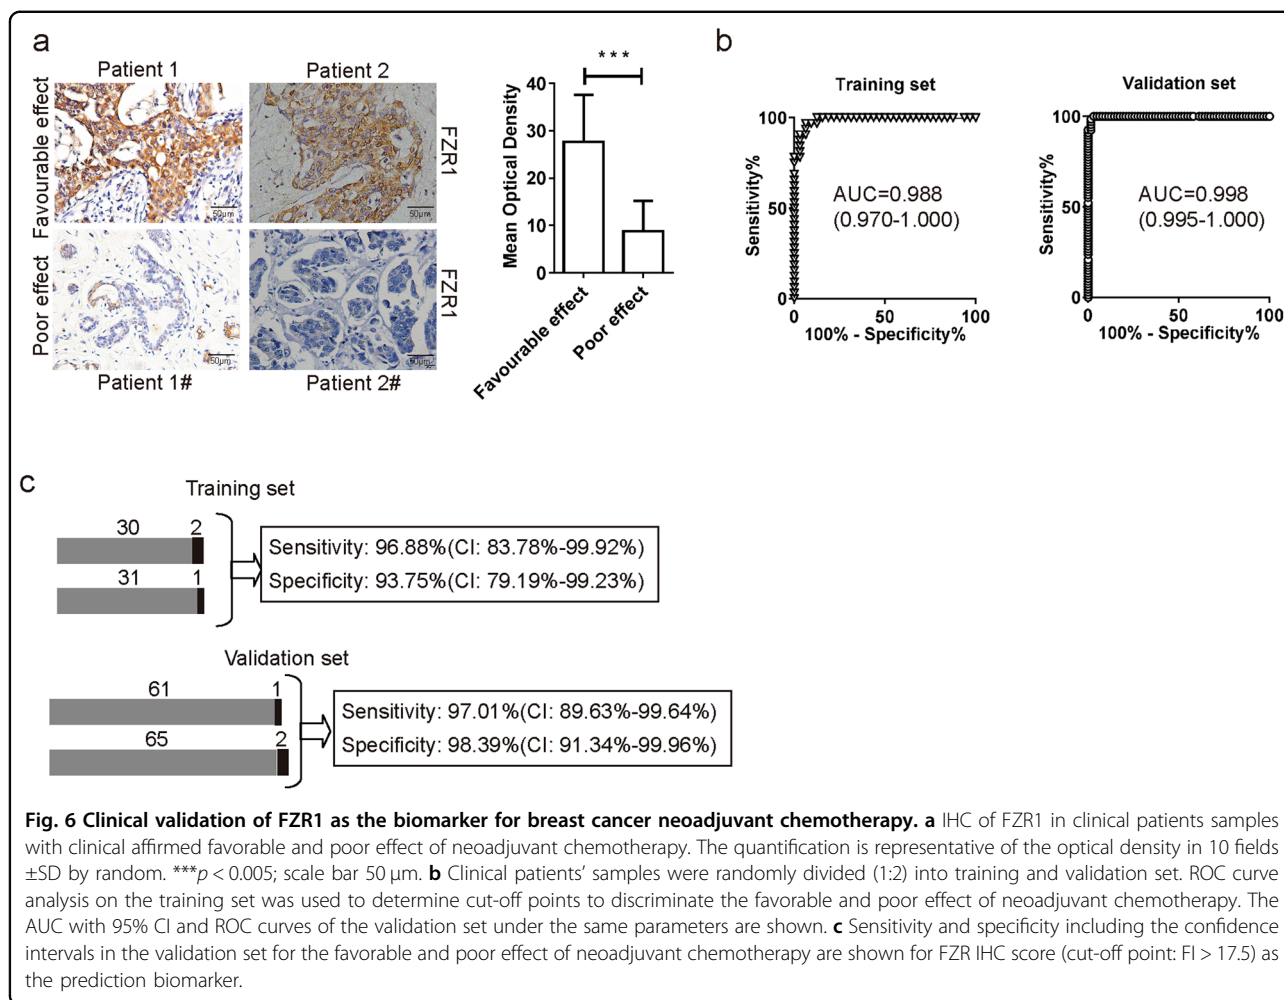 a
Patient 1
Patient 2
Favourable effect
FZR1
50μm
50μm
Poor effect
FZR1
50μm
50μm
Patient 1#
Patient 2#
***
Mean Optical Density
40
30
20
10
0
Favourable effect
Poor effect
b
Training set
Sensitivity%
100
50
0
AUC=0.988
(0.970-1.000)
0 50 100
100% - Specificity%
Validation set
Sensitivity%
100
50
0
AUC=0.998
(0.995-1.000)
0 50 100
100% - Specificity%
c
Training set
30 2
31 1
Sensitivity: 96.88%(CI: 83.78%-99.92%)
Specificity: 93.75%(CI: 79.19%-99.23%)
Validation set
61 1
65 2
Sensitivity: 97.01%(CI: 89.63%-99.64%)
Specificity: 98.39%(CI: 91.34%-99.96%)
Fig. 6 Clinical validation of FZR1 as the biomarker for breast cancer neoadjuvant chemotherapy. a IHC of FZR1 in clinical patients samples
with clinical affirmed favorable and poor effect of neoadjuvant chemotherapy. The quantification is representative of the optical density in 10 fields
±SD by random. ***p < 0.005; scale bar 50 μm. b Clinical patients' samples were randomly divided (1:2) into training and validation set. ROC curve
analysis on the training set was used to determine cut-off points to discriminate the favorable and poor effect of neoadjuvant chemotherapy. The
AUC with 95% CI and ROC curves of the validation set under the same parameters are shown. c Sensitivity and specificity including the confidence
intervals in the validation set for the favorable and poor effect of neoadjuvant chemotherapy are shown for FZR IHC score (cut-off point: FI > 17.5) as
the prediction biomarker.